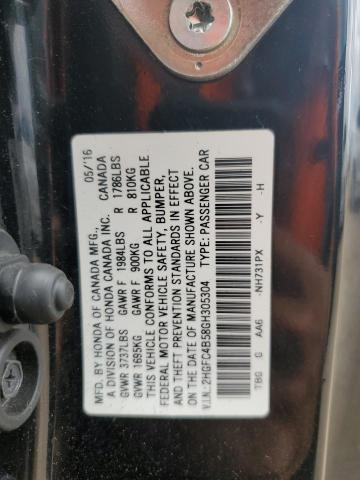 MFD. BY HONDA OF CANADA MFG., 05/'16
A DIVISION OF HONDA CANADA INC. CANADA
GVWR 3737LBS GAWR F 1984LBS R 1786LBS
GVWR 1695KG GAWR F 900KG R 810KG
THIS VEHICLE CONFORMS TO ALL APPLICABLE
FEDERAL MOTOR VEHICLE SAFETY, BUMPER,
AND THEFT PREVENTION STANDARDS IN EFFECT
ON THE DATE OF MANUFACTURE SHOWN ABOVE.
V.I.N.:2HGFC4B58GH305304 TYPE:PASSENGER CAR
TBG G AA6 -NH731PX -Y -H